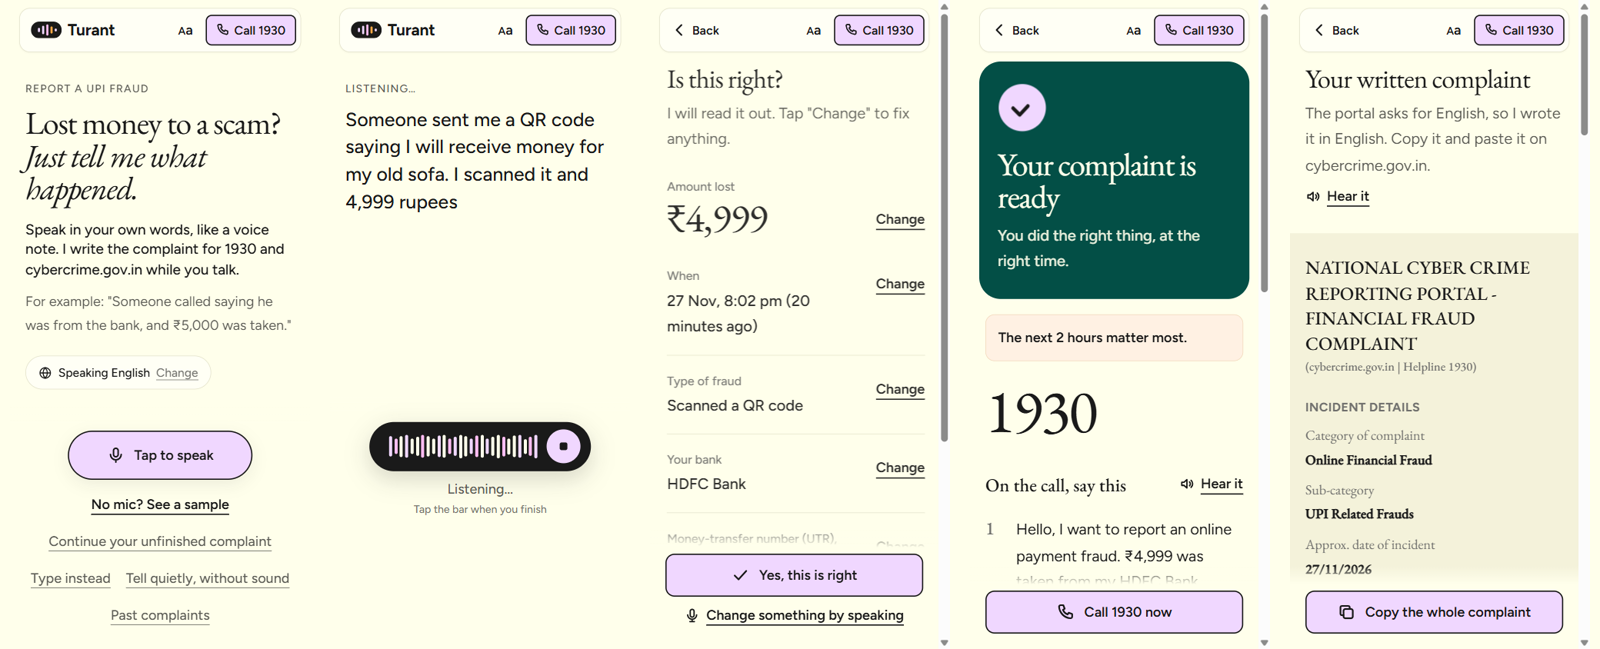 Turant
Aa
Call 1930
REPORT A UPI FRAUD
Lost money to a scam?
Just tell me what
happened.
Speak in your own words, like a voice
note. I write the complaint for 1930 and
cybercrime.gov.in while you talk.
For example: "Someone called saying he
was from the bank, and ₹5,000 was taken."
Speaking English Change
Tap to speak
No mic? See a sample
Continue your unfinished complaint
Type instead Tell quietly, without sound
Past complaints
Turant
Aa
Call 1930
LISTENING...
Someone sent me a QR code
saying I will receive money for
my old sofa. I scanned it and
4,999 rupees
Listening...
Tap the bar when you finish
Back
Aa
Call 1930
Is this right?
I will read it out. Tap "Change" to fix
anything.
Amount lost
₹4,999 Change
When
27 Nov, 8:02 pm (20
minutes ago)
Change
Type of fraud
Scanned a QR code
Change
Your bank
HDFC Bank
Change
Money-transfer number (UTR),
Change
Yes, this is right
Change something by speaking
Back
Aa
Call 1930
Your complaint is
ready
You did the right thing, at the
right time.
The next 2 hours matter most.
1930
On the call, say this Hear it
1 Hello, I want to report an online
payment fraud. ₹4,999 was
taken from my HDFC Bank
Call 1930 now
Back
Aa
Call 1930
Your written complaint
The portal asks for English, so I wrote
it in English. Copy it and paste it on
cybercrime.gov.in.
Hear it
NATIONAL CYBER CRIME
REPORTING PORTAL -
FINANCIAL FRAUD
COMPLAINT
(cybercrime.gov.in | Helpline 1930)
INCIDENT DETAILS
Category of complaint
Online Financial Fraud
Sub-category
UPI Related Frauds
Approx. date of incident
27/11/2026
Copy the whole complaint